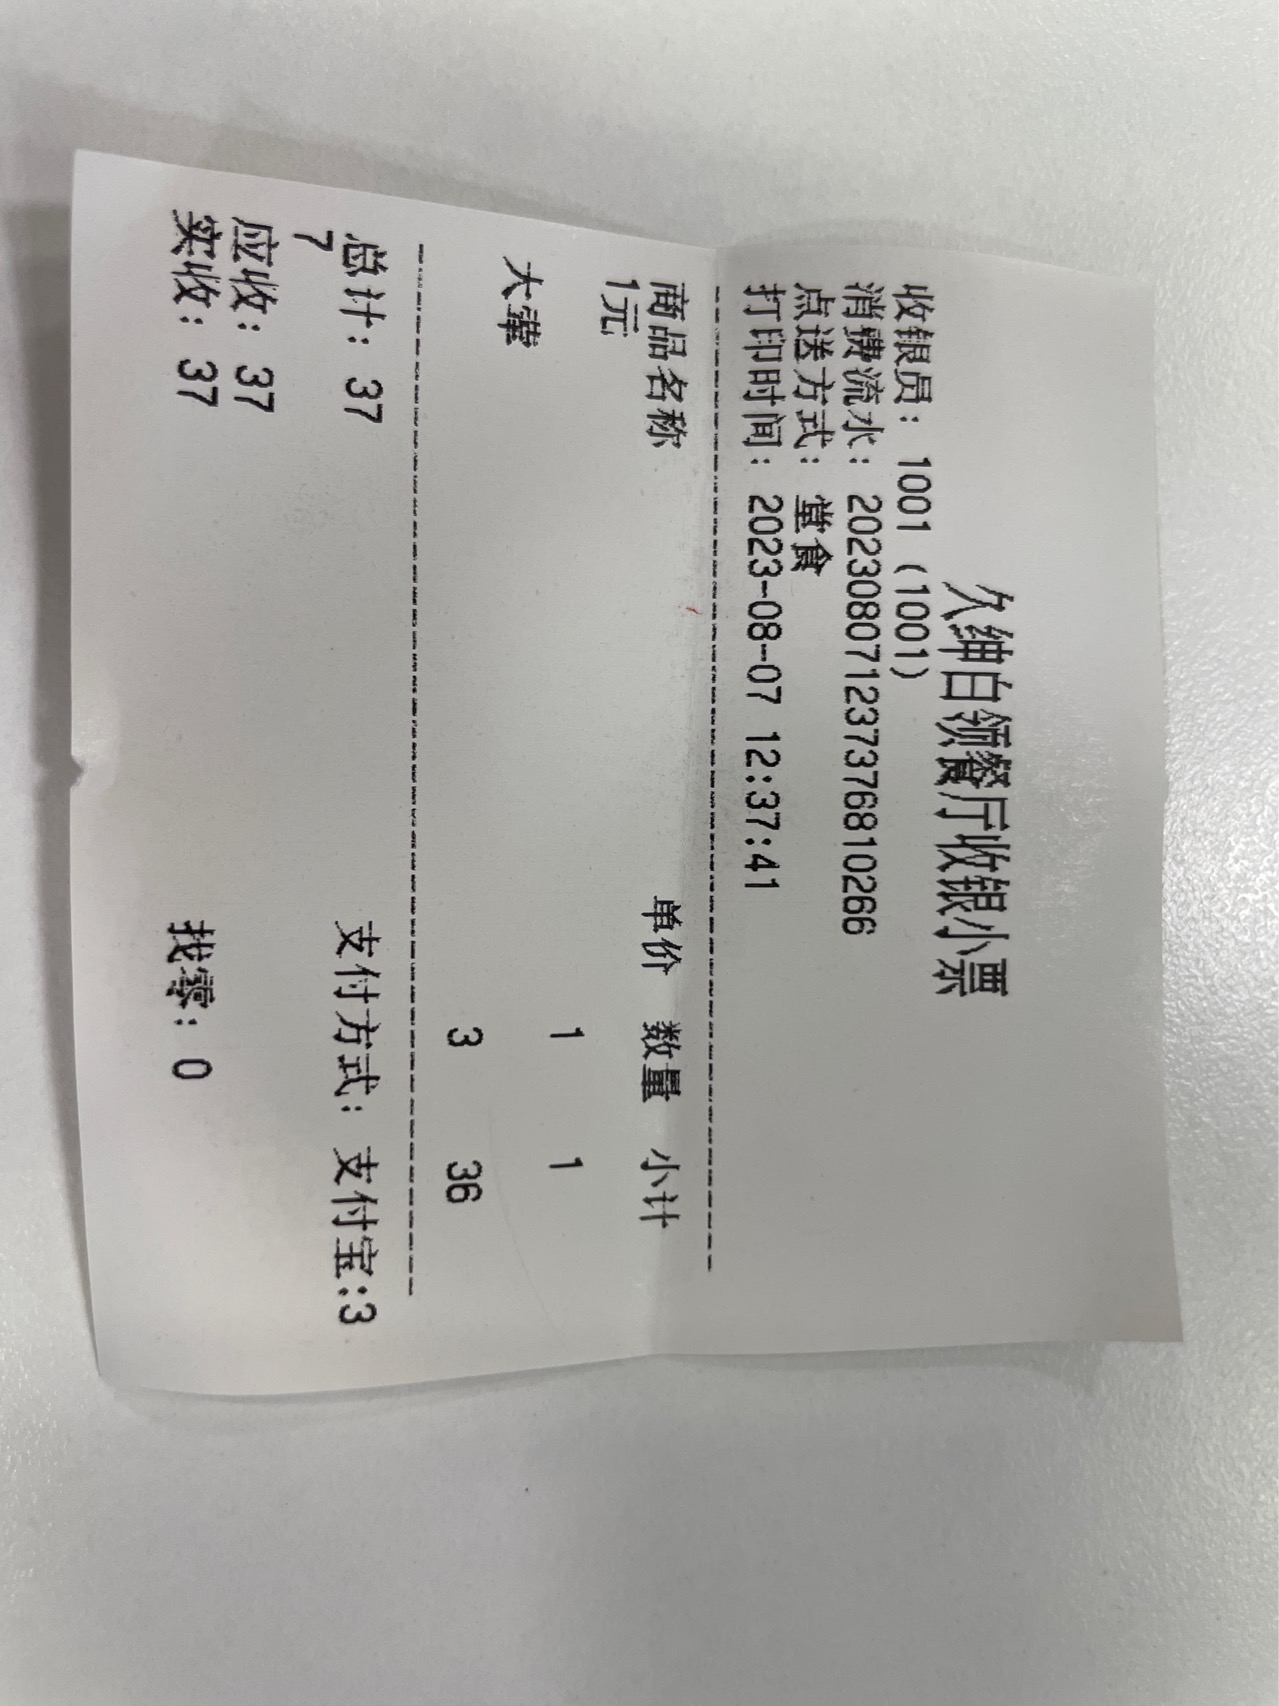 久绅白领餐厅收银小票
收银员：1001（1001）
消费流水：20230807123737681​0266
点送方式：堂食
打印时间：2023-08-07 12:37:41
商品名称 单价 数量 小计
1元
1 1
大荤
3 36
总计：37 支付方式：支付宝:3
7
应收：37
实收：37 找零：0